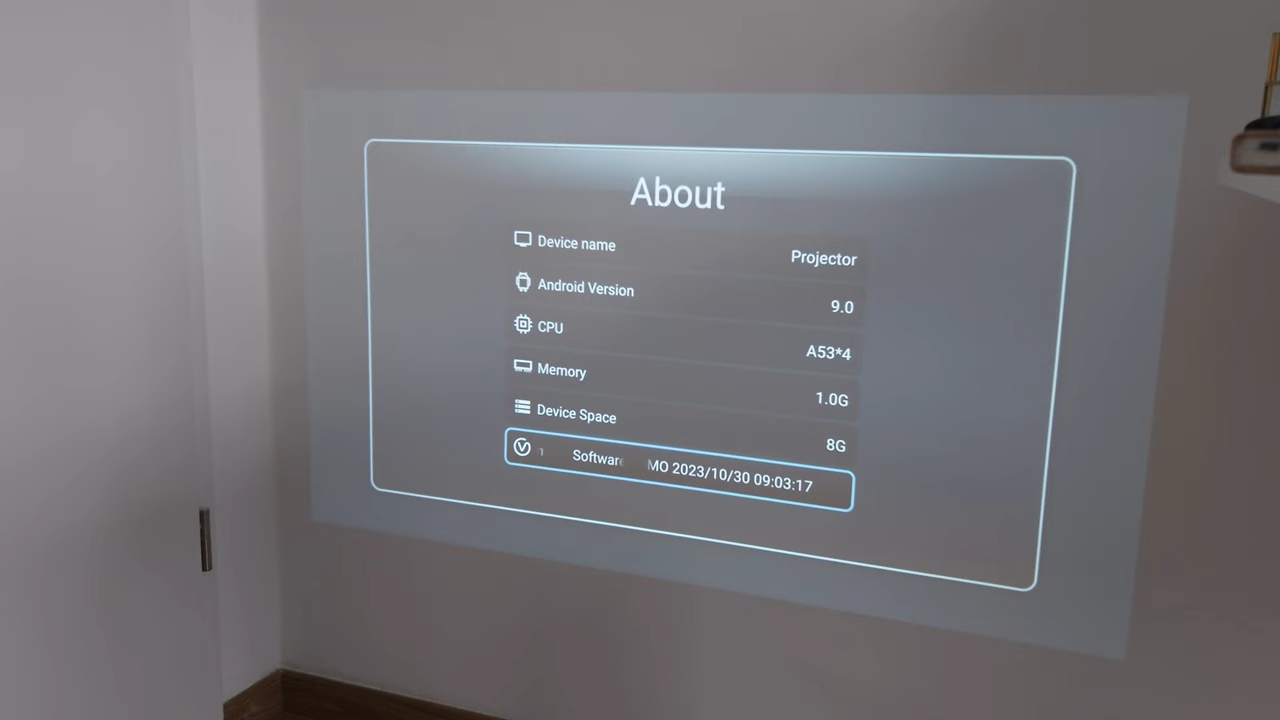 About
Device name Projector
Android Version 9.0
CPU A53*4
Memory 1.0G
Device Space 8G
Software MO 2023/10/30 09:03:17